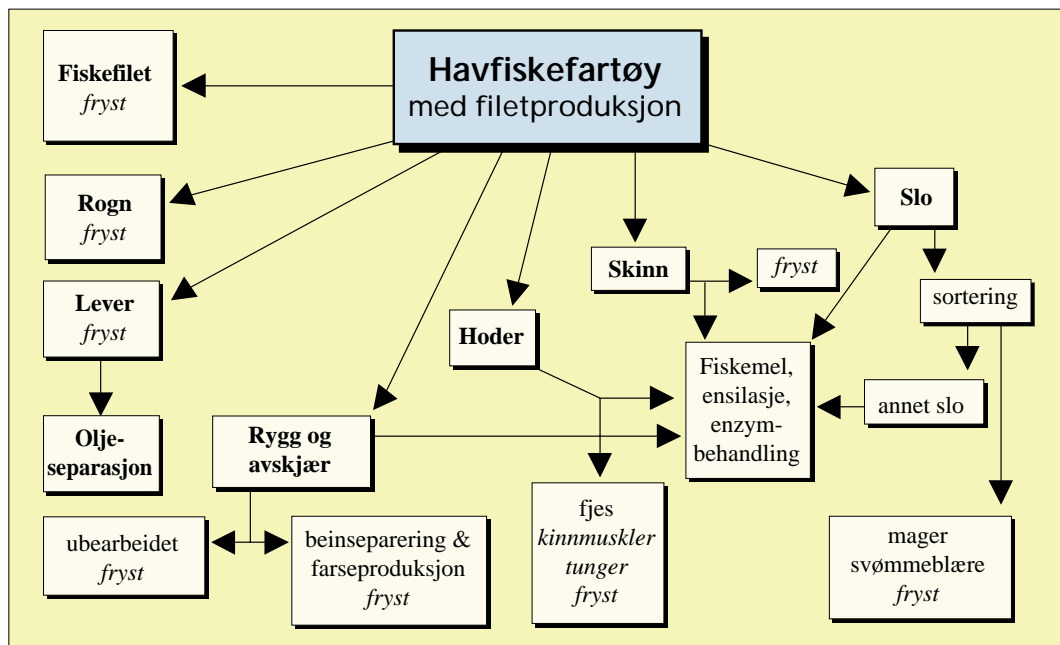 Havfiskefartøy
med filetproduksjon
Fiskefilet
fryst
Rogn
fryst
Slo
Skinn
fryst
Lever
fryst
sortering
Hoder
Fiskemel,
ensilasje,
enzym-
behandling
annet slo
Olje-
separasjon
Rygg og
avskjær
ubearbeidet
fryst
beinseparering &
farseproduksjon
fryst
fjes
kinnmuskler
tunger
fryst
mager
svømmeblære
fryst